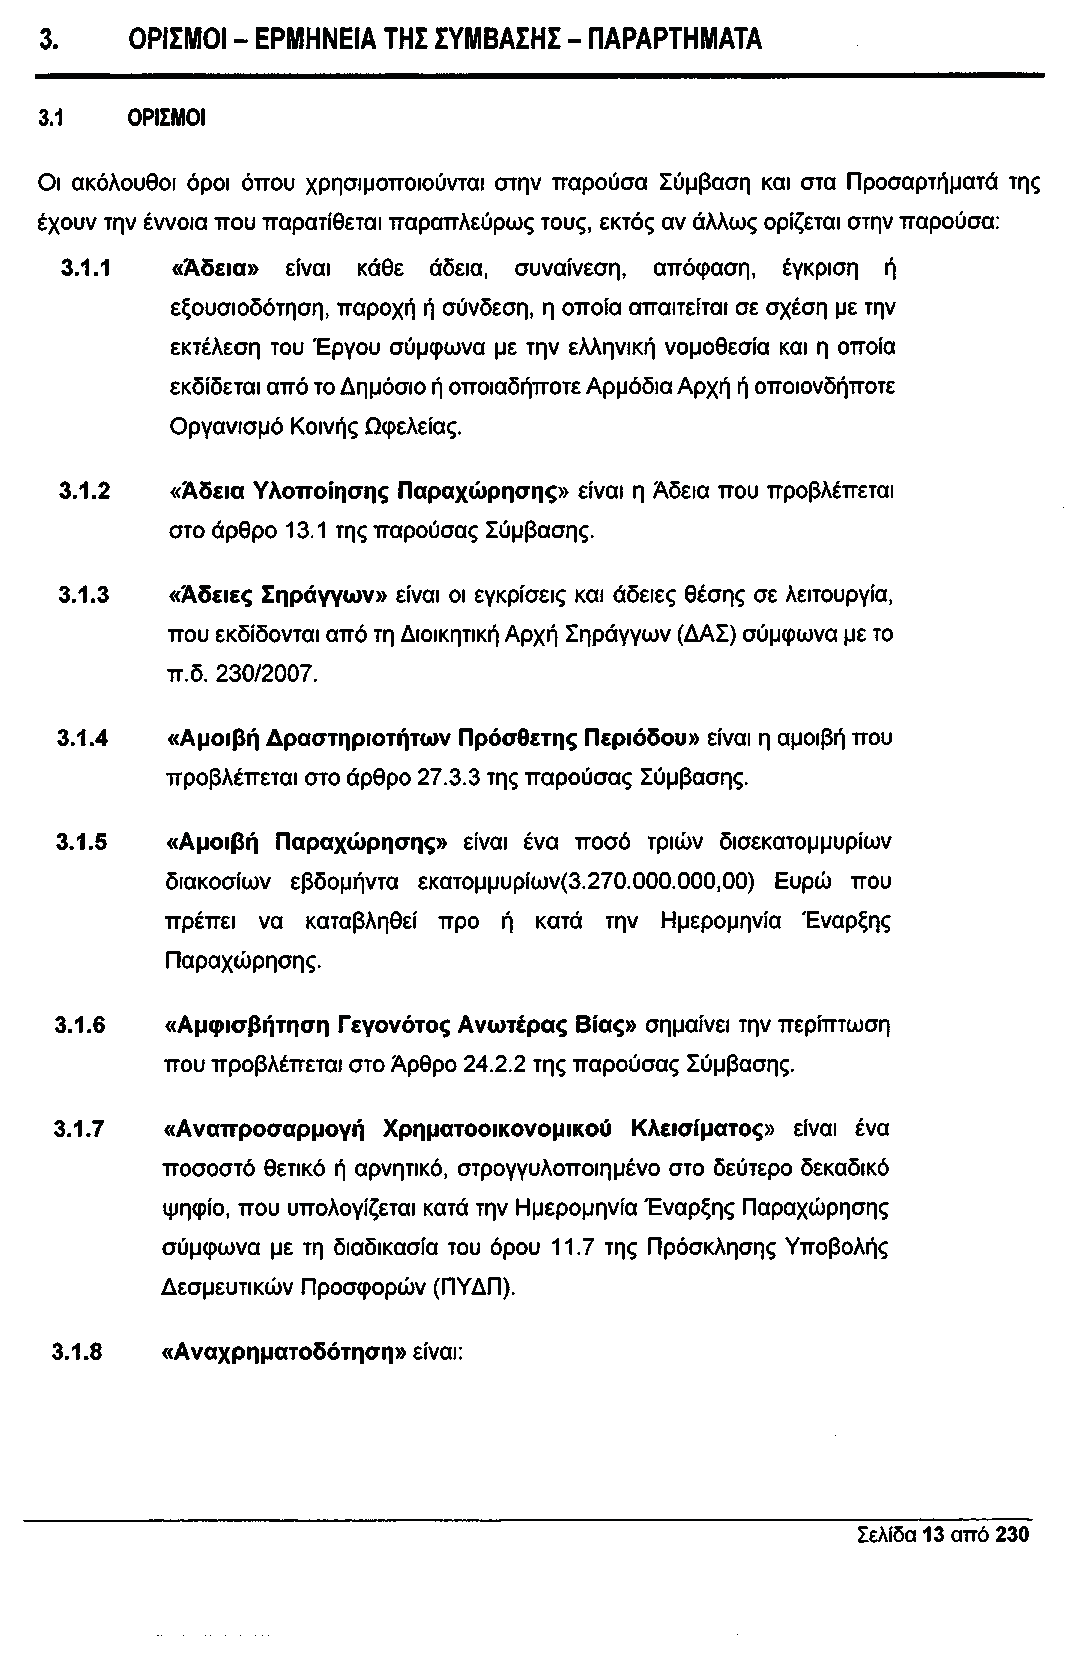 3. ΟΡΙΣΜΟΙ – ΕΡΜΗΝΕΙΑ ΤΗΣ ΣΥΜΒΑΣΗΣ – ΠΑΡΑΡΤΗΜΑΤΑ
3.1 ΟΡΙΣΜΟΙ
Οι ακόλουθοι όροι όπου χρησιμοποιούνται στην παρούσα Σύμβαση και στα Προσαρτήματά της
έχουν την έννοια που παρατίθεται παραπλεύρως τους, εκτός αν άλλως ορίζεται στην παρούσα:
3.1.1 «Άδεια» είναι κάθε άδεια, συναίνεση, απόφαση, έγκριση ή
εξουσιοδότηση, παροχή ή σύνδεση, η οποία απαιτείται σε σχέση με την
εκτέλεση του Έργου σύμφωνα με την ελληνική νομοθεσία και η οποία
εκδίδεται από το Δημόσιο ή οποιαδήποτε Αρμόδια Αρχή ή οποιονδήποτε
Οργανισμό Κοινής Ωφελείας.
3.1.2 «Άδεια Υλοποίησης Παραχώρησης» είναι η Άδεια που προβλέπεται
στο άρθρο 13.1 της παρούσας Σύμβασης.
3.1.3 «Άδειες Σηράγγων» είναι οι εγκρίσεις και άδειες θέσης σε λειτουργία,
που εκδίδονται από τη Διοικητική Αρχή Σηράγγων (ΔΑΣ) σύμφωνα με το
π.δ. 230/2007.
3.1.4 «Αμοιβή Δραστηριοτήτων Πρόσθετης Περιόδου» είναι η αμοιβή που
προβλέπεται στο άρθρο 27.3.3 της παρούσας Σύμβασης.
3.1.5 «Αμοιβή Παραχώρησης» είναι ένα ποσό τριών δισεκατομμυρίων
διακοσίων εβδομήντα εκατομμυρίων(3.270.000.000,00) Ευρώ που
πρέπει να καταβληθεί προ ή κατά την Ημερομηνία Έναρξης
Παραχώρησης.
3.1.6 «Αμφισβήτηση Γεγονότος Ανωτέρας Βίας» σημαίνει την περίπτωση
που προβλέπεται στο Άρθρο 24.2.2 της παρούσας Σύμβασης.
3.1.7 «Αναπροσαρμογή Χρηματοοικονομικού Κλεισίματος» είναι ένα
ποσοστό θετικό ή αρνητικό, στρογγυλοποιημένο στο δεύτερο δεκαδικό
ψηφίο, που υπολογίζεται κατά την Ημερομηνία Έναρξης Παραχώρησης
σύμφωνα με τη διαδικασία του όρου 11.7 της Πρόσκλησης Υποβολής
Δεσμευτικών Προσφορών (ΠΥΔΠ).
3.1.8 «Αναχρηματοδότηση» είναι:
Σελίδα 13 από 230